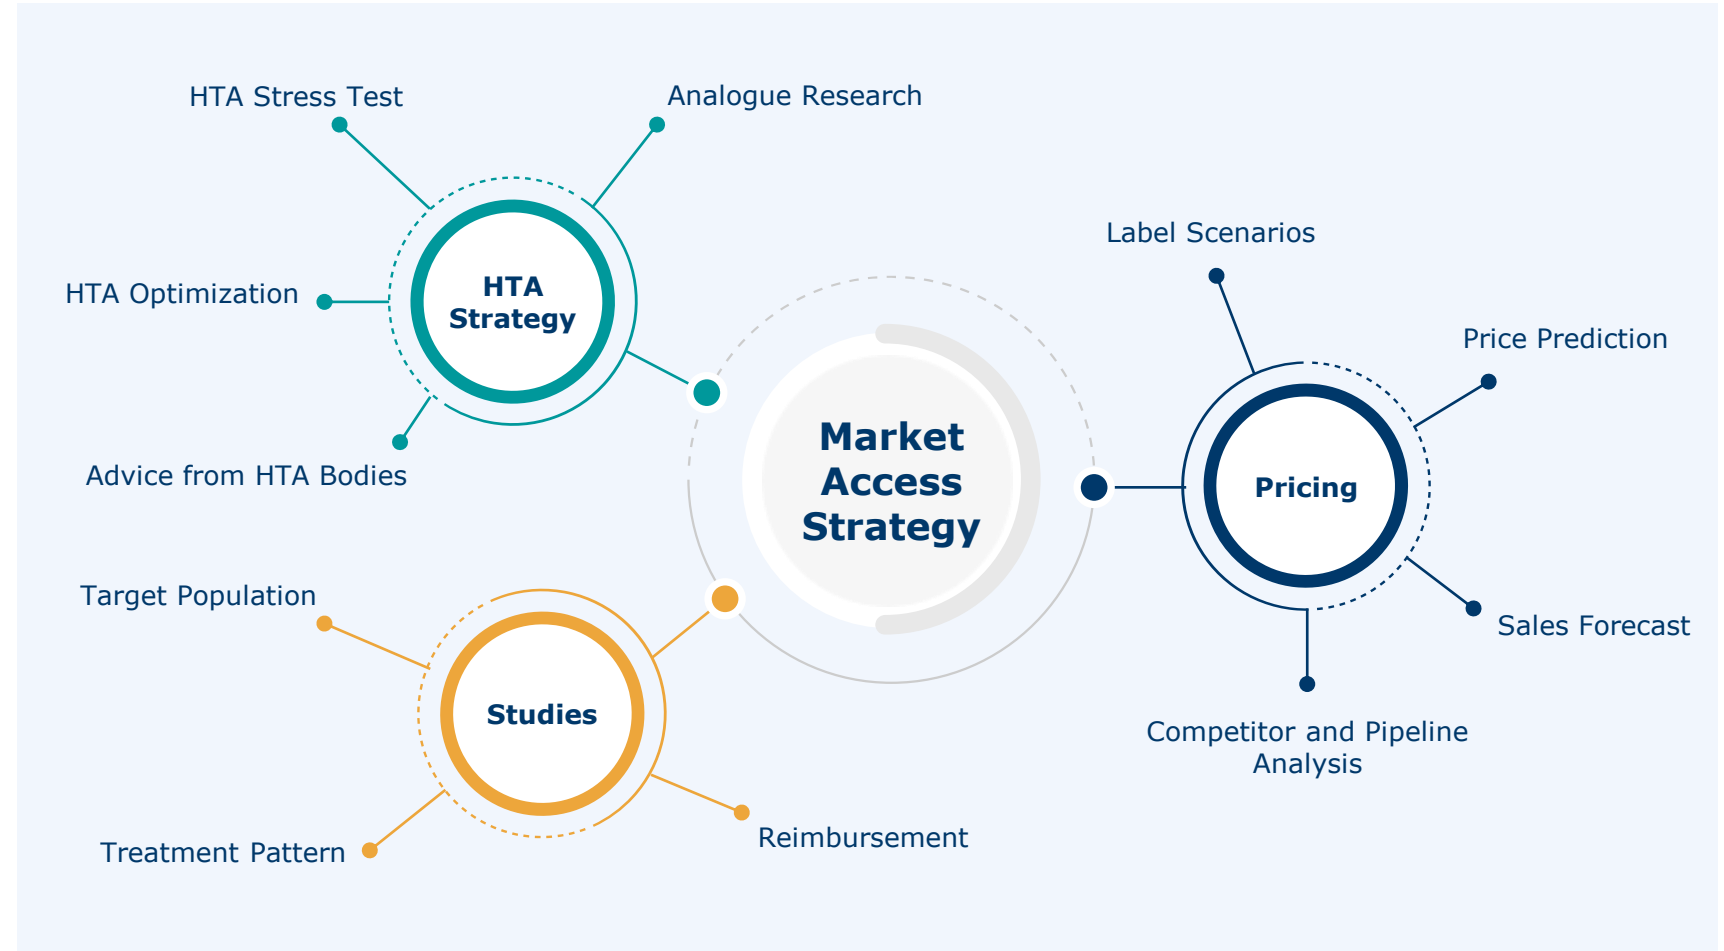 HTA Stress Test
Analogue Research
HTA Optimization
HTA
Strategy
Advice from HTA Bodies
Market
Access
Strategy
Label Scenarios
Price Prediction
Pricing
Sales Forecast
Competitor and Pipeline
Analysis
Target Population
Studies
Treatment Pattern
Reimbursement